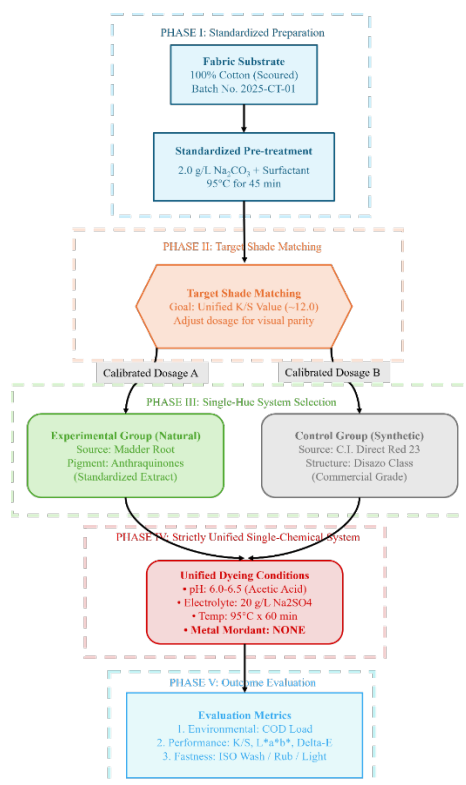 PHASE I: Standardized Preparation
Fabric Substrate
100% Cotton (Scoured)
Batch No. 2025-CT-01
Standardized Pre-treatment
2.0 g/L Na₂CO₃ + Surfactant
95°C for 45 min
PHASE II: Target Shade Matching
Target Shade Matching
Goal: Unified K/S Value (~12.0)
Adjust dosage for visual parity
Calibrated Dosage A
Calibrated Dosage B
PHASE III: Single-Hue System Selection
Experimental Group (Natural)
Source: Madder Root
Pigment: Anthraquinones
(Standardized Extract)
Control Group (Synthetic)
Source: C.I. Direct Red 23
Structure: Disazo Class
(Commercial Grade)
PHASE IV: Strictly Unified Single-Chemical System
Unified Dyeing Conditions
• pH: 6.0-6.5 (Acetic Acid)
• Electrolyte: 20 g/L Na2SO4
• Temp: 95°C x 60 min
• Metal Mordant: NONE
PHASE V: Outcome Evaluation
Evaluation Metrics
1. Environmental: COD Load
2. Performance: K/S, L*a*b*, Delta-E
3. Fastness: ISO Wash / Rub / Light